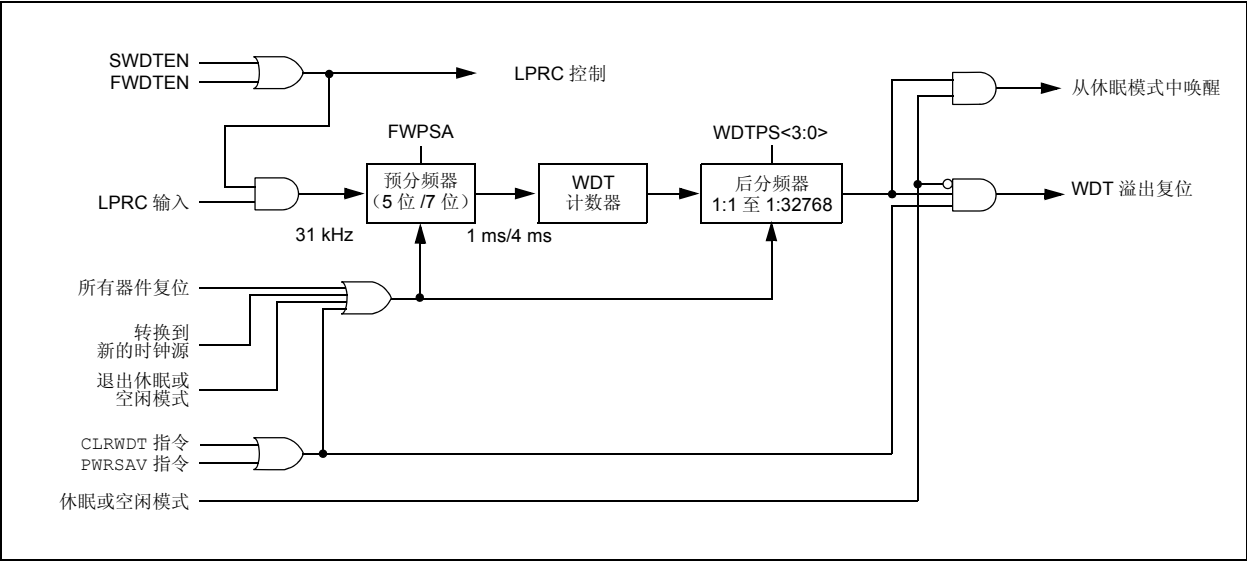 SWDTEN
FWDTEN
LPRC 控制
从休眠模式中唤醒
FWPSA
WDTPS<3:0>
LPRC 输入
预分频器
（5 位 /7 位）
WDT
计数器
后分频器
1:1 至 1:32768
WDT 溢出复位
31 kHz
1 ms/4 ms
所有器件复位
转换到
新的时钟源
退出休眠或
空闲模式
CLRWDT 指令
PWRSAV 指令
休眠或空闲模式